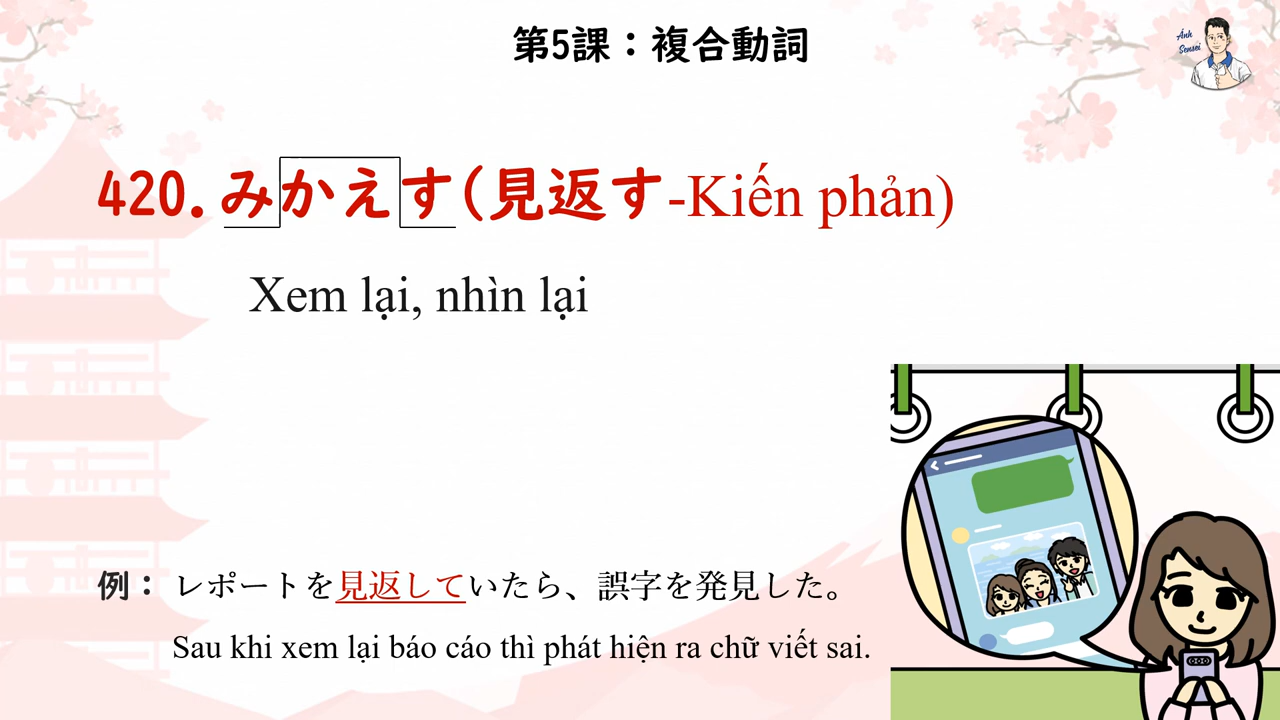 第5課：複合動詞
Ánh
Sensei
420.みかえす(見返す-Kiến phản)
Xem lại, nhìn lại
例： レポートを見返していたら、誤字を発見した。
Sau khi xem lại báo cáo thì phát hiện ra chữ viết sai.